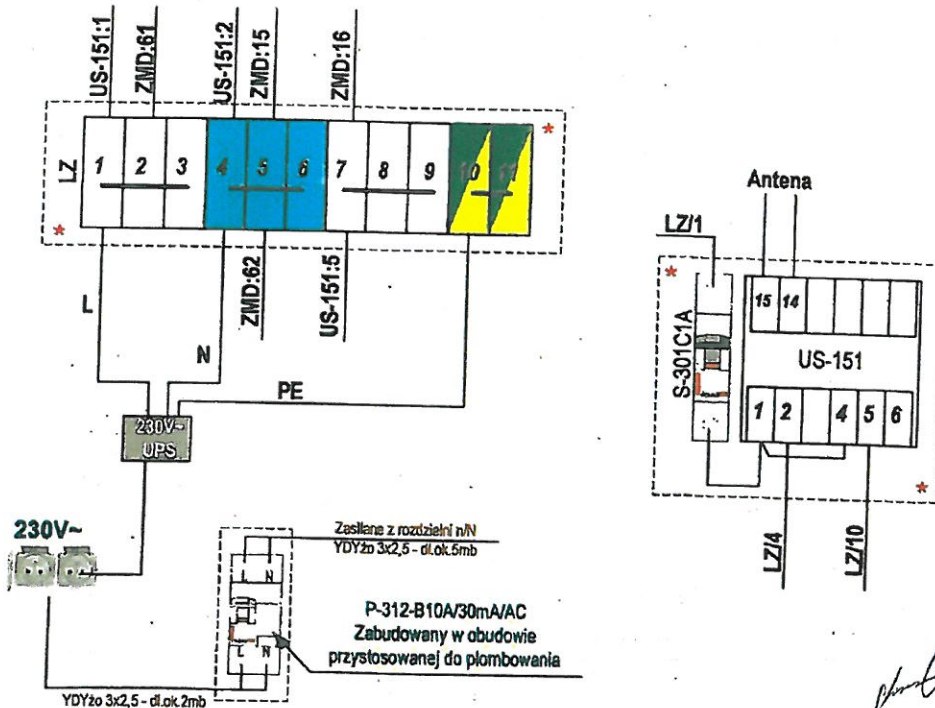 US-151:1
ZMD:61
US-151:2
ZMD:15
ZMD:16
LZ
1 2 3 4 5 6 7 8 9 10 11
* *
L
N
ZMD:62
US-151:5
PE
230V~
UPS
230V~
Zasilane z rozdzielni n/N
YDYżo 3x2,5 - dł.ok.5mb
L N
L N
P-312-B10A/30mA/AC
Zabudowany w obudowie
przystosowanej do plombowania
YDYżo 3x2,5 - dł.ok.2mb
Antena
LZ/1
* *
S-301C1A
15 14
US-151
1 2 4 5 6
LZ/4
LZ/10